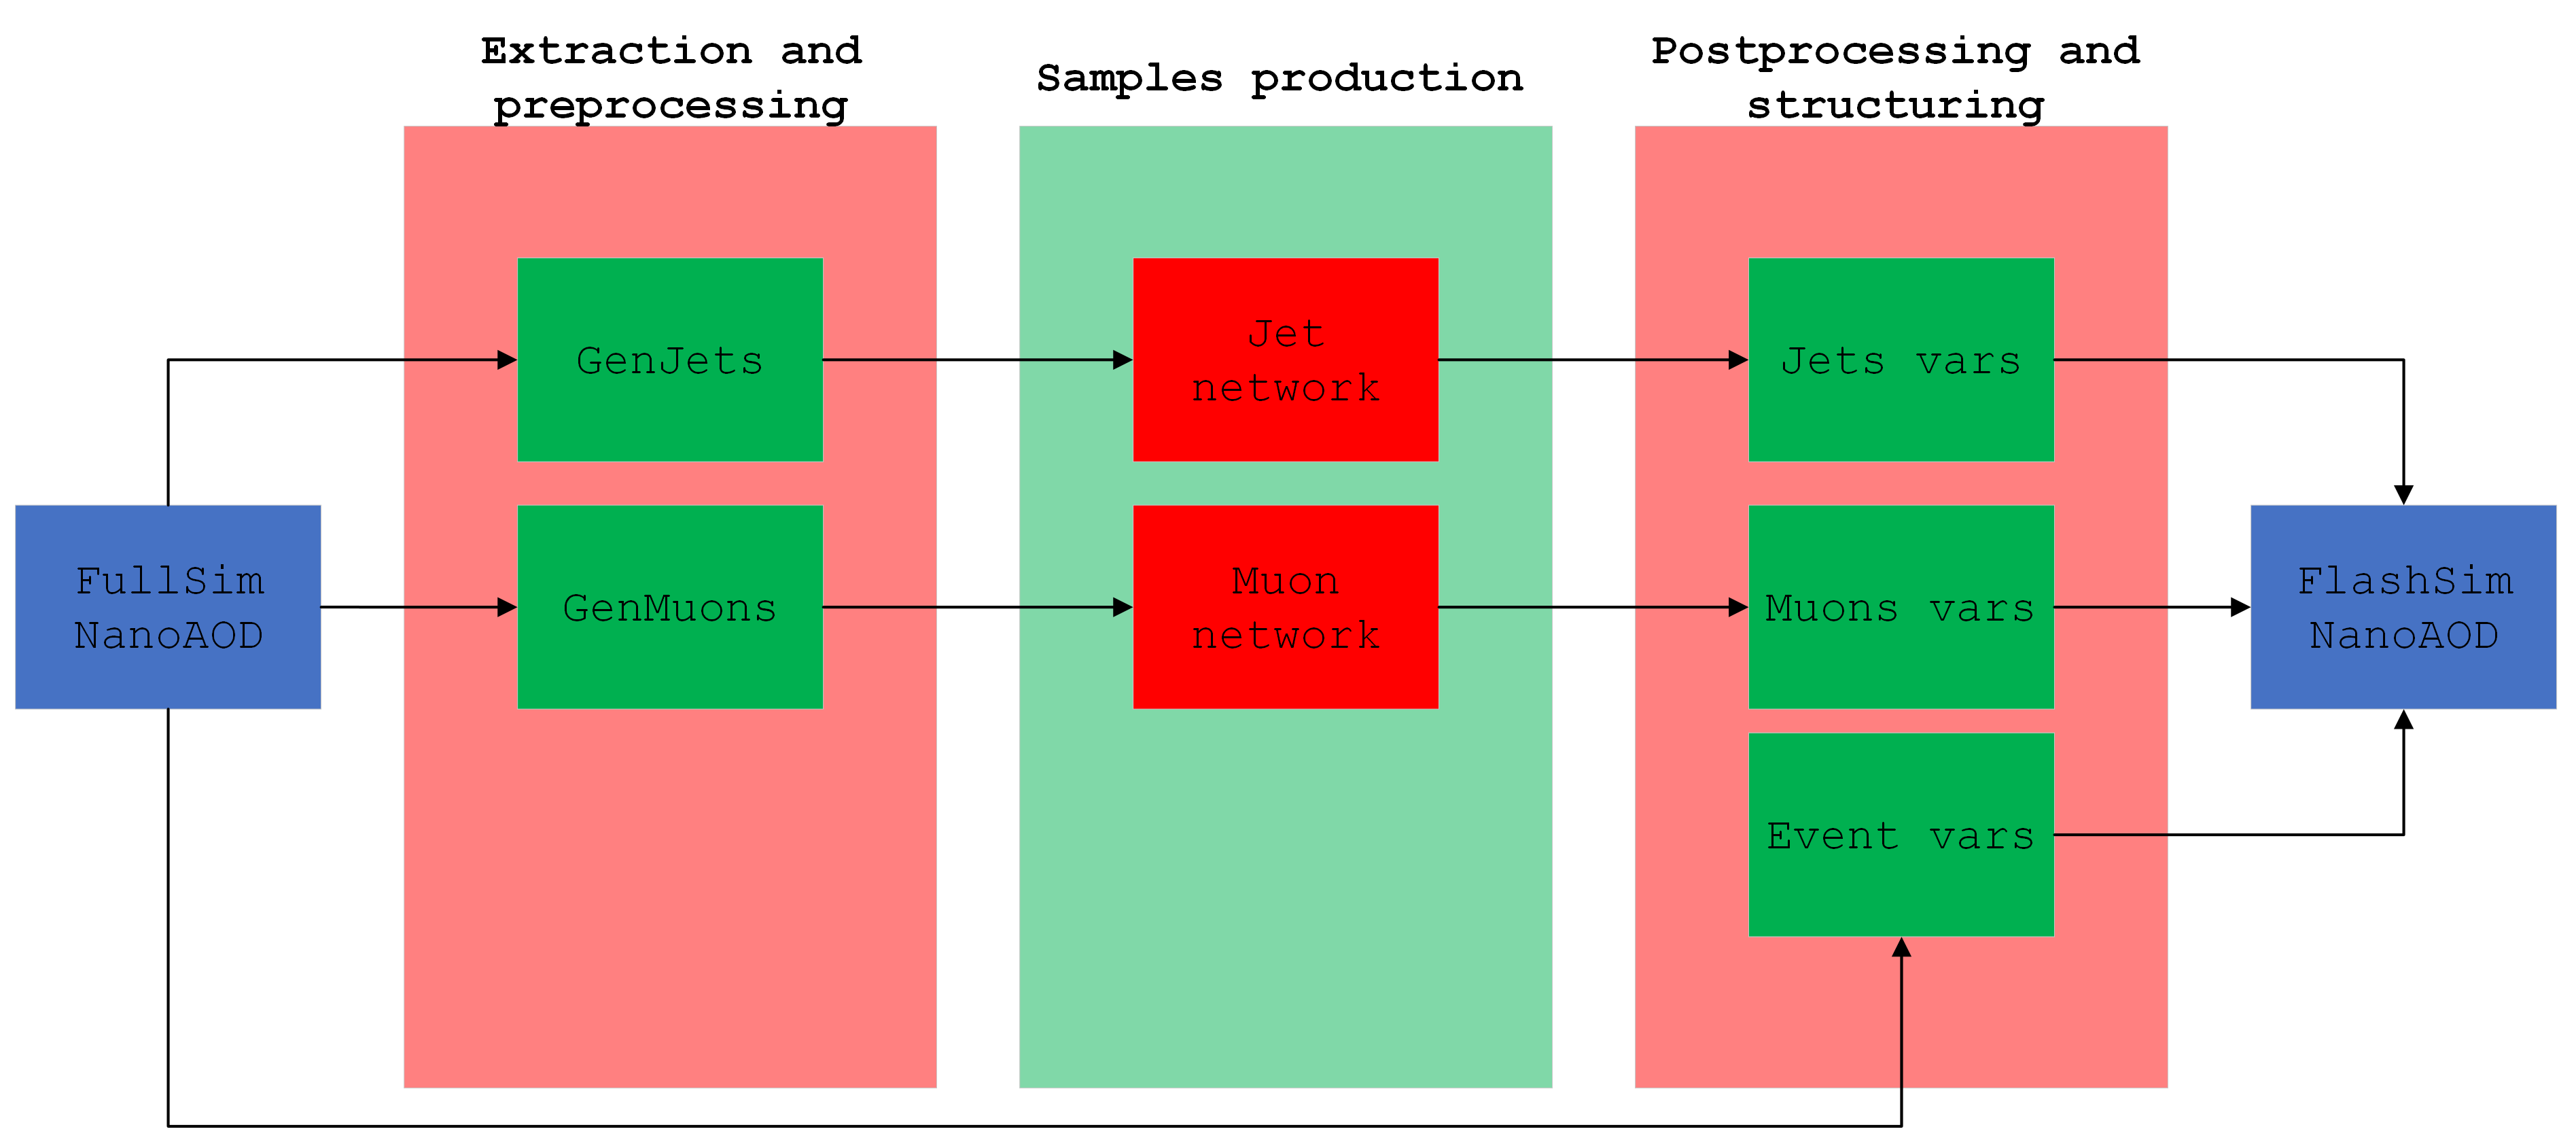 Extraction and
preprocessing
Samples production
Postprocessing and
structuring
GenJets
Jet
network
Jets vars
FullSim
NanoAOD
GenMuons
Muon
network
Muons vars
FlashSim
NanoAOD
Event vars